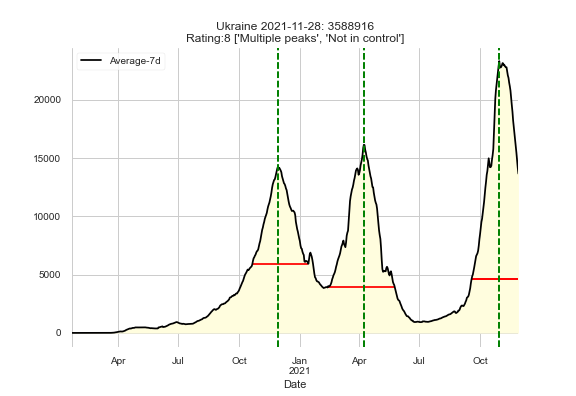 Ukraine 2021-11-28: 3588916
Rating:8 ['Multiple peaks', 'Not in control']
Average-7d
20000
15000
10000
5000
0
Apr Jul Oct Jan Apr Jul Oct
2021
Date